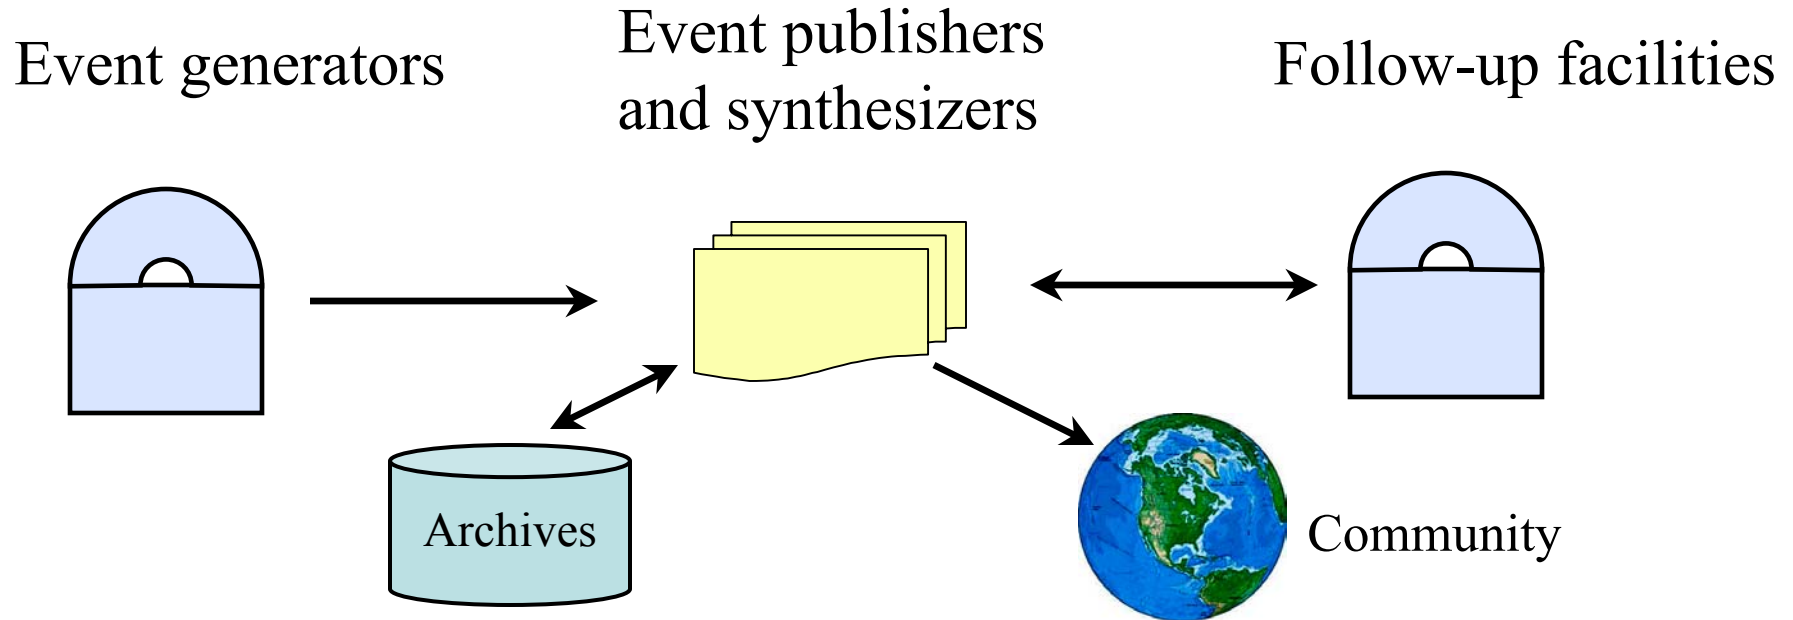 Event generators
Event publishers
and synthesizers
Follow-up facilities
Archives
Community